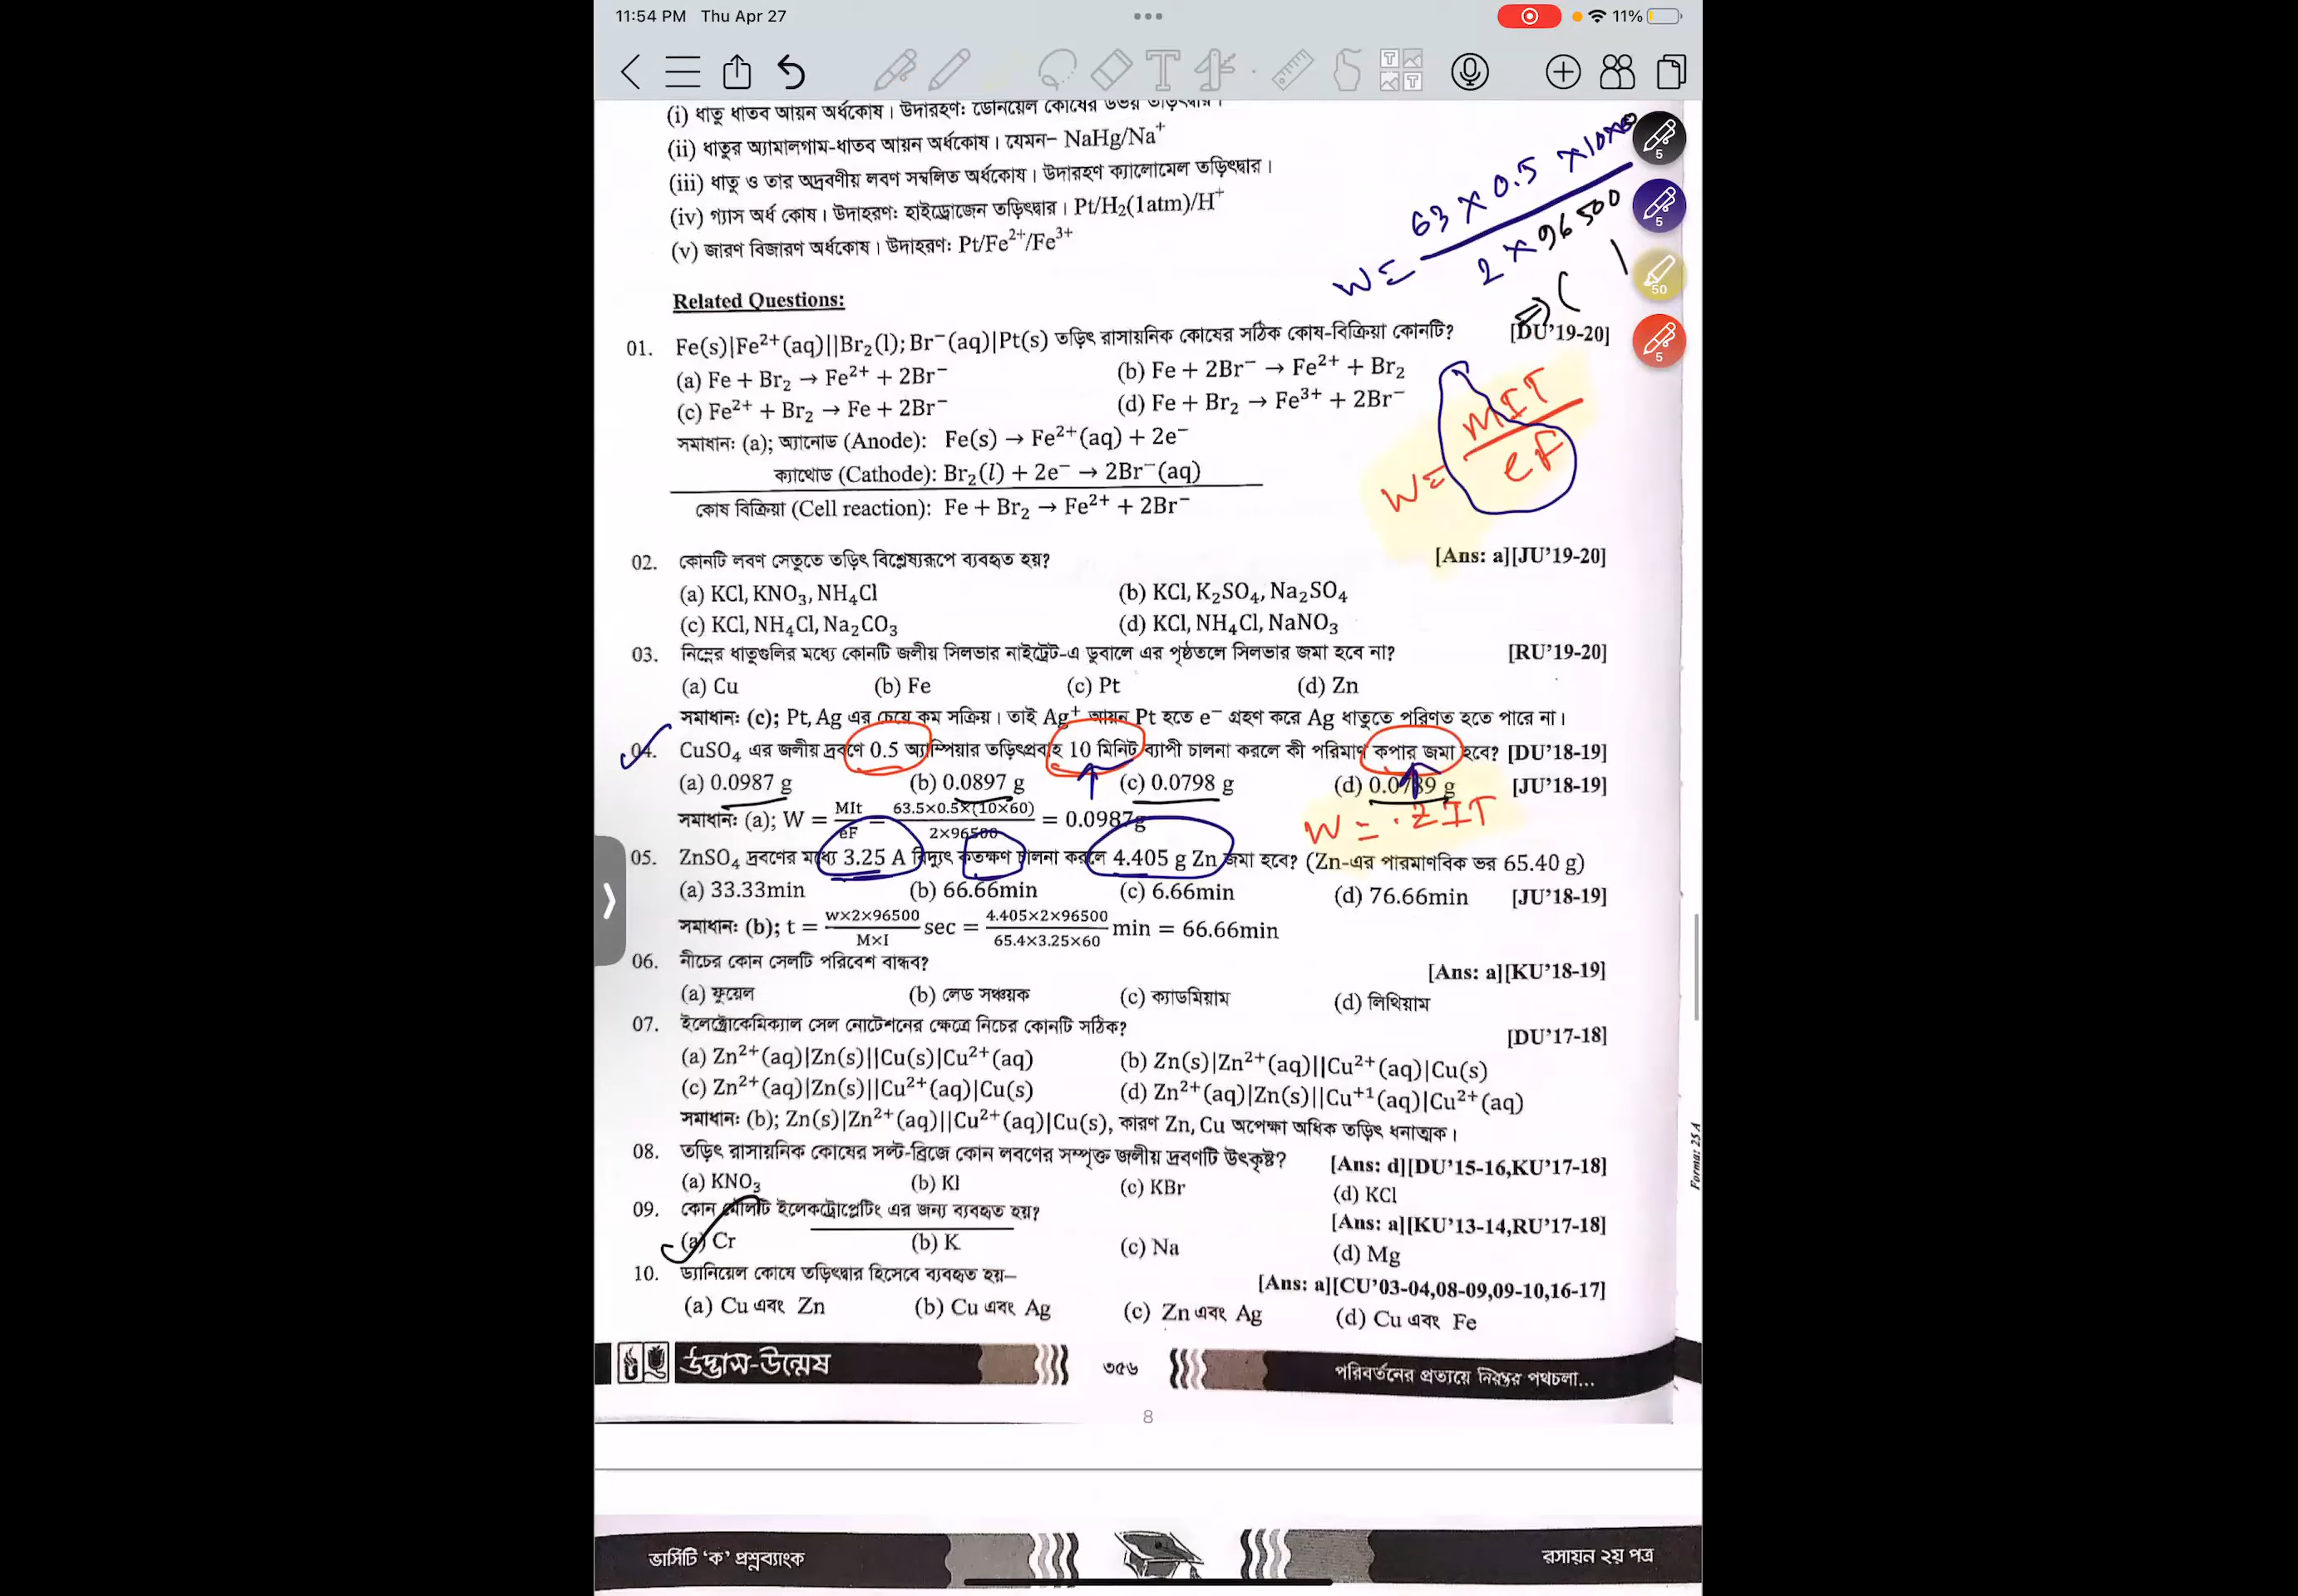 11:54 PM Thu Apr 27
11%
(i) ধাতু ধাতব আয়ন অর্ধকোষ। উদারহণঃ ডেনিয়েল কোষের উভয় তড়িৎদ্বার।
(ii) ধাতুর অ্যামালগাম-ধাতব আয়ন অর্ধকোষ। যেমন– NaHg/Na⁺
(iii) ধাতু ও তার অদ্রবণীয় লবণ সম্বলিত অর্ধকোষ। উদাহরণ ক্যালোমেল তড়িৎদ্বার।
(iv) গ্যাস অর্ধ কোষ। উদাহরণঃ হাইড্রোজেন তড়িৎদ্বার। Pt/H₂(1atm)/H⁺
(v) জারণ বিজারণ অর্ধকোষ। উদাহরণঃ Pt/Fe²⁺/Fe³⁺
W = 63 × 0.5 × 10×60
2 × 96500
5
5
50
5
Related Questions:
01. Fe(s)|Fe²⁺(aq)||Br₂(l); Br⁻(aq)|Pt(s) তড়িৎ রাসায়নিক কোষের সঠিক কোষ-বিক্রিয়া কোনটি? [DU’19-20]
(a) Fe + Br₂ → Fe²⁺ + 2Br⁻ (b) Fe + 2Br⁻ → Fe²⁺ + Br₂
(c) Fe²⁺ + Br₂ → Fe + 2Br⁻ (d) Fe + Br₂ → Fe³⁺ + 2Br⁻
সমাধানঃ (a); অ্যানোড (Anode): Fe(s) → Fe²⁺(aq) + 2e⁻
ক্যাথোড (Cathode): Br₂(l) + 2e⁻ → 2Br⁻(aq)
কোষ বিক্রিয়া (Cell reaction): Fe + Br₂ → Fe²⁺ + 2Br⁻
W = MIT
eF
02. কোনটি লবণ সেতুতে তড়িৎ বিশ্লেষ্যরূপে ব্যবহৃত হয়? [Ans: a][JU’19-20]
(a) KCl, KNO₃, NH₄Cl (b) KCl, K₂SO₄, Na₂SO₄
(c) KCl, NH₄Cl, Na₂CO₃ (d) KCl, NH₄Cl, NaNO₃
03. নিম্নের ধাতুগুলির মধ্যে কোনটি জলীয় সিলভার নাইট্রেট-এ ডুবালে এর পৃষ্ঠতলে সিলভার জমা হবে না? [RU’19-20]
(a) Cu (b) Fe (c) Pt (d) Zn
সমাধানঃ (c); Pt, Ag এর চেয়ে কম সক্রিয়। তাই Ag⁺ আয়ন Pt হতে e⁻ গ্রহণ করে Ag ধাতুতে পরিণত হতে পারে না।
04. CuSO₄ এর জলীয় দ্রবণে 0.5 অ্যাম্পিয়ার তড়িৎপ্রবাহ 10 মিনিট ব্যাপী চালনা করলে কী পরিমাণ কপার জমা হবে? [DU’18-19]
(a) 0.0987 g (b) 0.0897 g (c) 0.0798 g (d) 0.0789 g [JU’18-19]
সমাধানঃ (a); W = MIt/eF = 63.5×0.5×(10×60)/2×96500 = 0.0987g
W = ZIT
05. ZnSO₄ দ্রবণের মধ্যে 3.25 A বিদ্যুৎ কতক্ষণ চালনা করলে 4.405 g Zn জমা হবে? (Zn-এর পারমাণবিক ভর 65.40 g)
(a) 33.33min (b) 66.66min (c) 6.66min (d) 76.66min [JU’18-19]
সমাধানঃ (b); t = w×2×96500/M×I sec = 4.405×2×96500/65.4×3.25×60 min = 66.66min
06. নীচের কোন সেলটি পরিবেশ বান্ধব? [Ans: a][KU’18-19]
(a) ফুয়েল (b) লেড সঞ্চয়ক (c) ক্যাডমিয়াম (d) লিথিয়াম
07. ইলেক্ট্রোকেমিক্যাল সেল নোটেশনের ক্ষেত্রে নিচের কোনটি সঠিক? [DU’17-18]
(a) Zn²⁺(aq)|Zn(s)||Cu(s)|Cu²⁺(aq) (b) Zn(s)|Zn²⁺(aq)||Cu²⁺(aq)|Cu(s)
(c) Zn²⁺(aq)|Zn(s)||Cu²⁺(aq)|Cu(s) (d) Zn²⁺(aq)|Zn(s)||Cu⁺¹(aq)|Cu²⁺(aq)
সমাধানঃ (b); Zn(s)|Zn²⁺(aq)||Cu²⁺(aq)|Cu(s), কারণ Zn, Cu অপেক্ষা অধিক তড়িৎ ধনাত্মক।
08. তড়িৎ রাসায়নিক কোষের সল্ট-ব্রিজে কোন লবণের সম্পৃক্ত জলীয় দ্রবণটি উৎকৃষ্ট? [Ans: d][DU’15-16,KU’17-18]
(a) KNO₃ (b) Kl (c) KBr (d) KCl
09. কোন মৌলটি ইলেকট্রোপ্লেটিং এর জন্য ব্যবহৃত হয়? [Ans: a][KU’13-14,RU’17-18]
(a) Cr (b) K (c) Na (d) Mg
10. ড্যানিয়েল কোষে তড়িৎদ্বার হিসেবে ব্যবহৃত হয়– [Ans: a][CU’03-04,08-09,09-10,16-17]
(a) Cu এবং Zn (b) Cu এবং Ag (c) Zn এবং Ag (d) Cu এবং Fe
Forma: 25 A
উদ্ভাস-উন্মেষ ৩৫৬ পরিবর্তনের প্রত্যয়ে নিরন্তর পথচলা...
8
ভার্সিটি ‘ক’ প্রশ্নব্যাংক রসায়ন ২য় পত্র